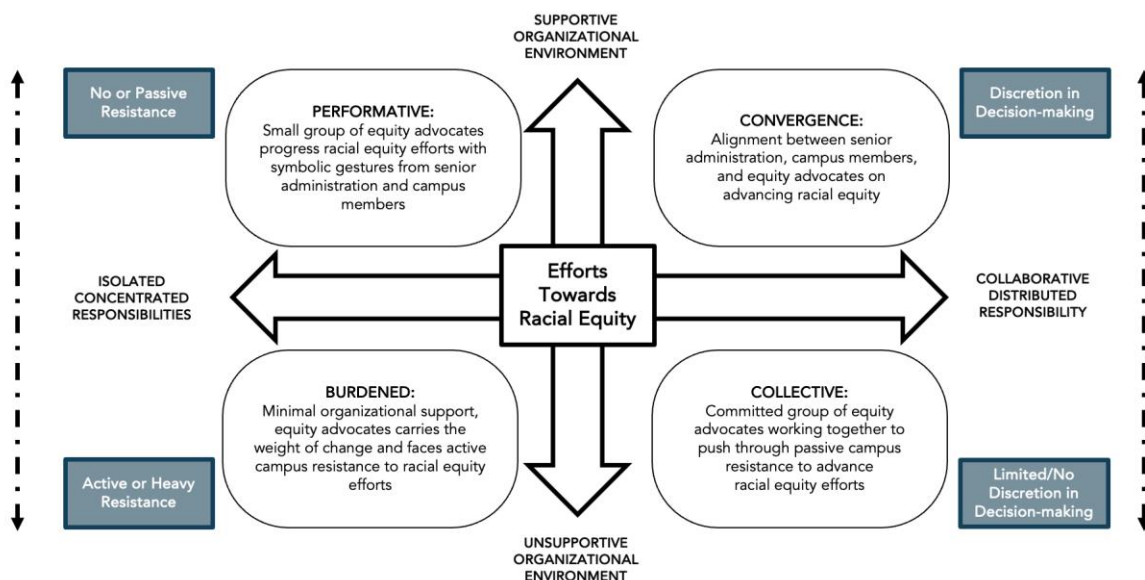 SUPPORTIVE
ORGANIZATIONAL
ENVIRONMENT
No or Passive
Resistance
PERFORMATIVE:
Small group of equity advocates
progress racial equity efforts with
symbolic gestures from senior
administration and campus
members
CONVERGENCE:
Alignment between senior
administration, campus members,
and equity advocates on
advancing racial equity
Discretion in
Decision-making
ISOLATED
CONCENTRATED
RESPONSIBILITIES
Efforts
Towards
Racial Equity
COLLABORATIVE
DISTRIBUTED
RESPONSIBILITY
BURDENED:
Minimal organizational support,
equity advocates carries the
weight of change and faces active
campus resistance to racial equity
efforts
COLLECTIVE:
Committed group of equity
advocates working together to
push through passive campus
resistance to advance
racial equity efforts
Active or Heavy
Resistance
Limited/No
Discretion in
Decision-making
UNSUPPORTIVE
ORGANIZATIONAL
ENVIRONMENT